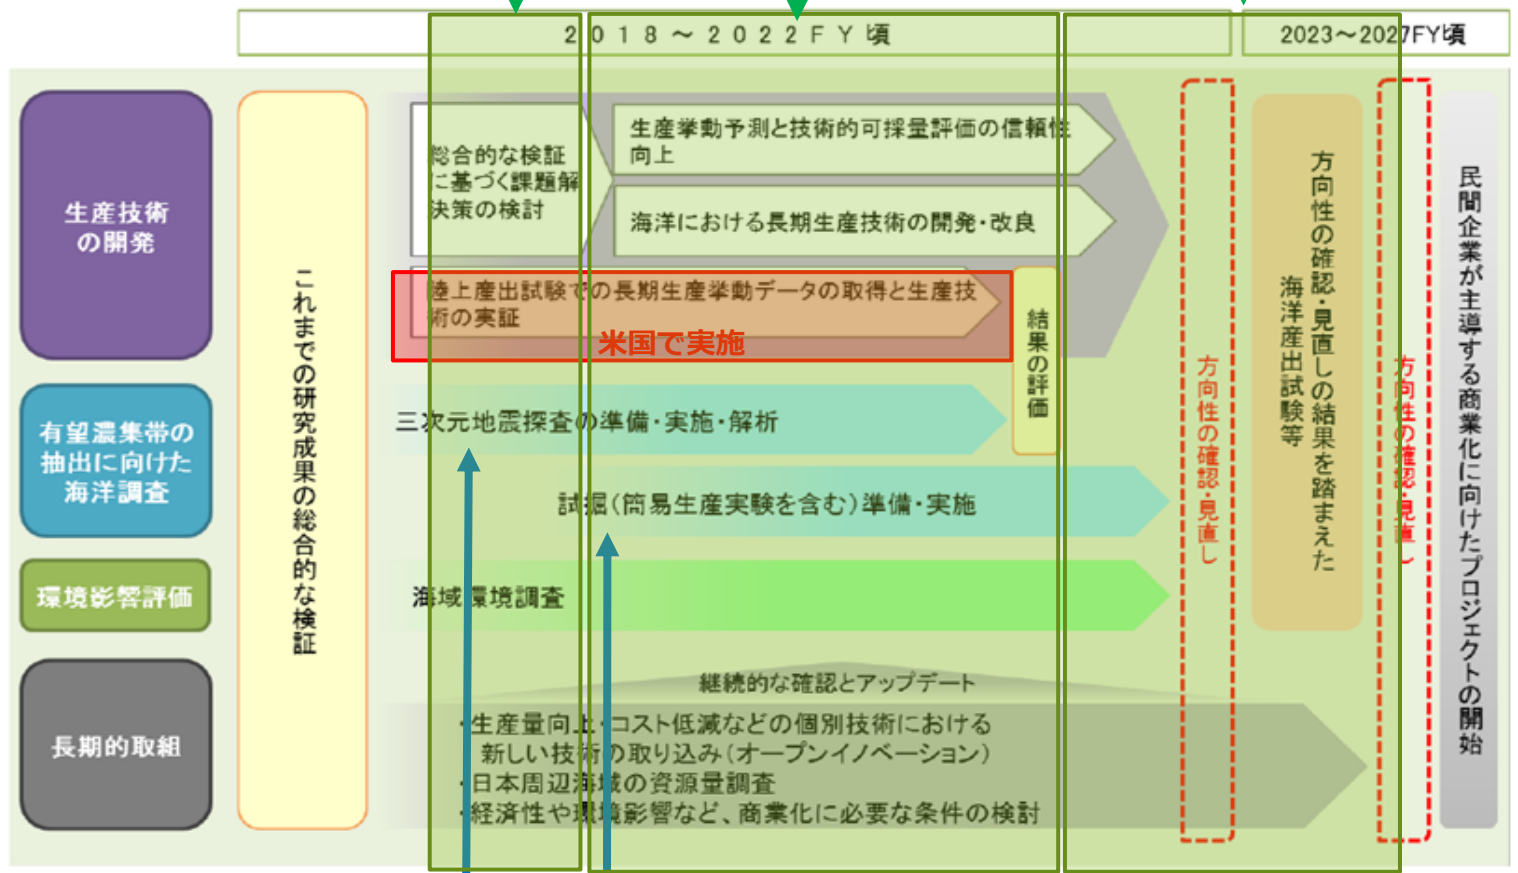 2018～2022FY頃
2023～2027FY頃
生産技術
の開発
有望濃集帯の
抽出に向けた
海洋調査
環境影響評価
長期的取組
これまでの研究成果の総合的な検証
総合的な検証
に基づく課題解
決策の検討
生産挙動予測と技術的可採量評価の信頼性
向上
海洋における長期生産技術の開発・改良
陸上産出試験での長期生産挙動データの取得と生産技
術の実証
米国で実施
結果の評価
三次元地震探査の準備・実施・解析
試掘(簡易生産実験を含む)準備・実施
海域環境調査
継続的な確認とアップデート
・生産量向上・コスト低減などの個別技術における
新しい技術の取り込み(オープンイノベーション)
・日本周辺海域の資源量調査
・経済性や環境影響など、商業化に必要な条件の検討
方向性の確認・見直し
方向性の確認・見直しの結果を踏まえた
海洋産出試験等
方向性の確認・見直し
民間企業が主導する商業化に向けたプロジェクトの開始